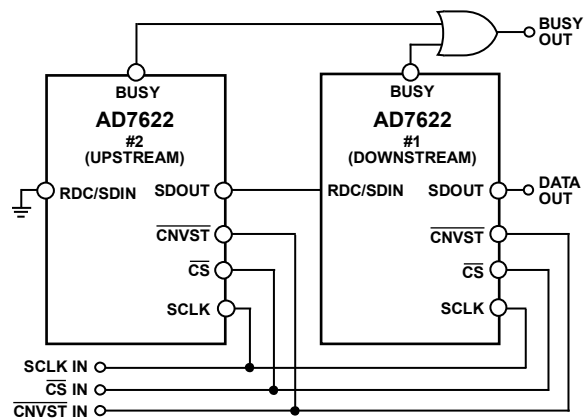 BUSY
OUT
BUSY
AD7622
#2
(UPSTREAM)
RDC/SDIN
SDOUT
CNVST
CS
SCLK
BUSY
AD7622
#1
(DOWNSTREAM)
RDC/SDIN
SDOUT
CNVST
CS
SCLK
DATA
OUT
SCLK IN
CS IN
CNVST IN